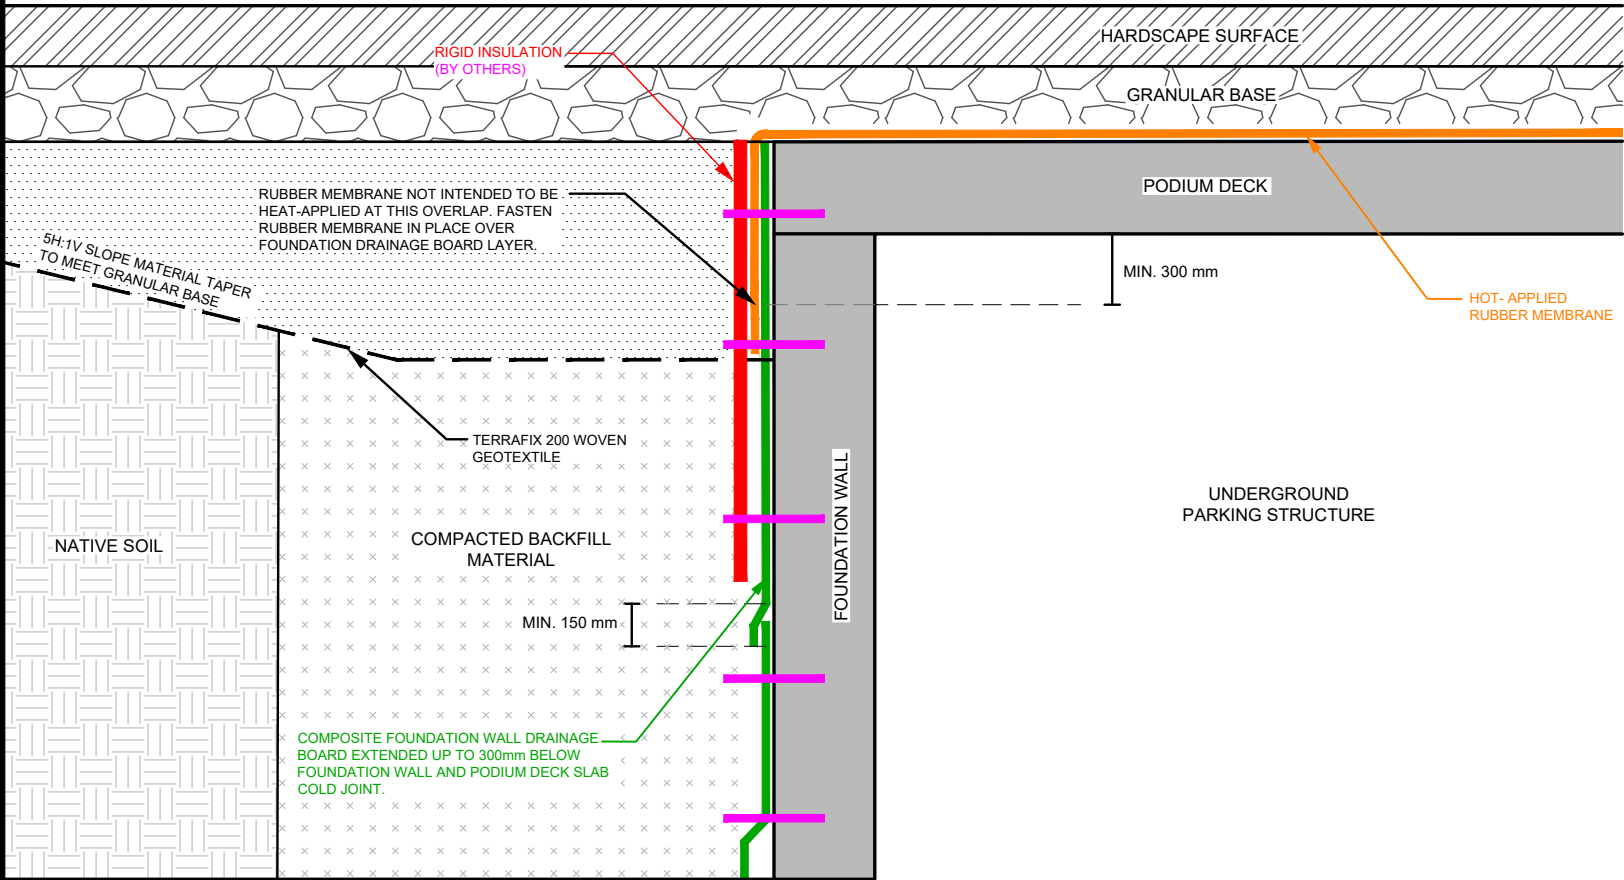 HARDSCAPE SURFACE
RIGID INSULATION
(BY OTHERS)
GRANULAR BASE
PODIUM DECK
RUBBER MEMBRANE NOT INTENDED TO BE
HEAT-APPLIED AT THIS OVERLAP. FASTEN
RUBBER MEMBRANE IN PLACE OVER
FOUNDATION DRAINAGE BOARD LAYER.
5H:1V SLOPE MATERIAL TAPER
TO MEET GRANULAR BASE
MIN. 300 mm
HOT- APPLIED
RUBBER MEMBRANE
TERRAFIX 200 WOVEN
GEOTEXTILE
FOUNDATION WALL
UNDERGROUND
PARKING STRUCTURE
NATIVE SOIL
COMPACTED BACKFILL
MATERIAL
MIN. 150 mm
COMPOSITE FOUNDATION WALL DRAINAGE
BOARD EXTENDED UP TO 300mm BELOW
FOUNDATION WALL AND PODIUM DECK SLAB
COLD JOINT.